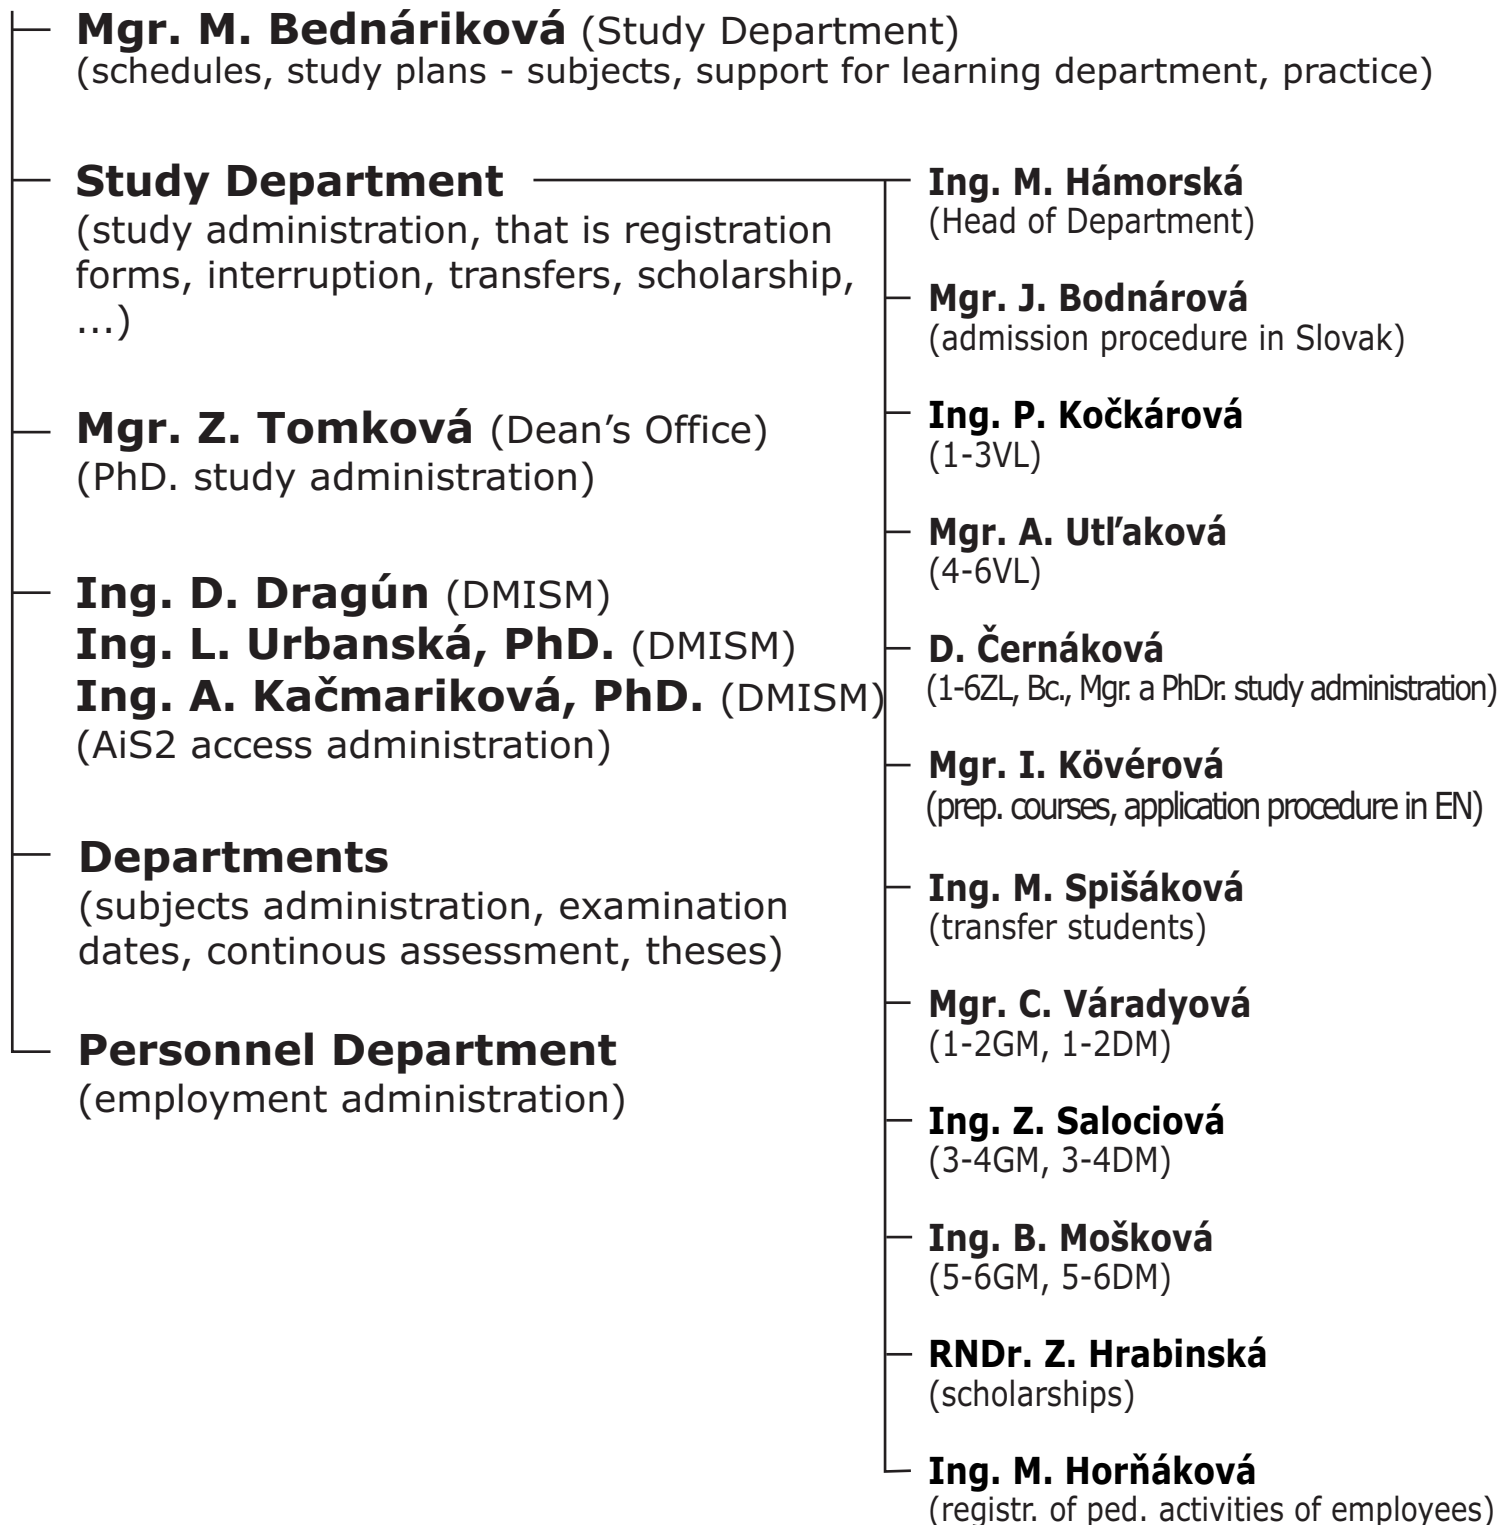 Mgr. M. Bednáriková (Study Department)
(schedules, study plans - subjects, support for learning department, practice)
Study Department
(study administration, that is registration
forms, interruption, transfers, scholarship,
...)
Mgr. Z. Tomková (Dean’s Office)
(PhD. study administration)
Ing. D. Dragún (DMISM)
Ing. L. Urbanská, PhD. (DMISM)
Ing. A. Kačmariková, PhD. (DMISM)
(AiS2 access administration)
Departments
(subjects administration, examination
dates, continous assessment, theses)
Personnel Department
(employment administration)
Ing. M. Hámorská
(Head of Department)
Mgr. J. Bodnárová
(admission procedure in Slovak)
Ing. P. Kočkárová
(1-3VL)
Mgr. A. Utľaková
(4-6VL)
D. Černáková
(1-6ZL, Bc., Mgr. a PhDr. study administration)
Mgr. I. Kövérová
(prep. courses, application procedure in EN)
Ing. M. Spišáková
(transfer students)
Mgr. C. Váradyová
(1-2GM, 1-2DM)
Ing. Z. Salociová
(3-4GM, 3-4DM)
Ing. B. Mošková
(5-6GM, 5-6DM)
RNDr. Z. Hrabinská
(scholarships)
Ing. M. Horňáková
(registr. of ped. activities of employees)